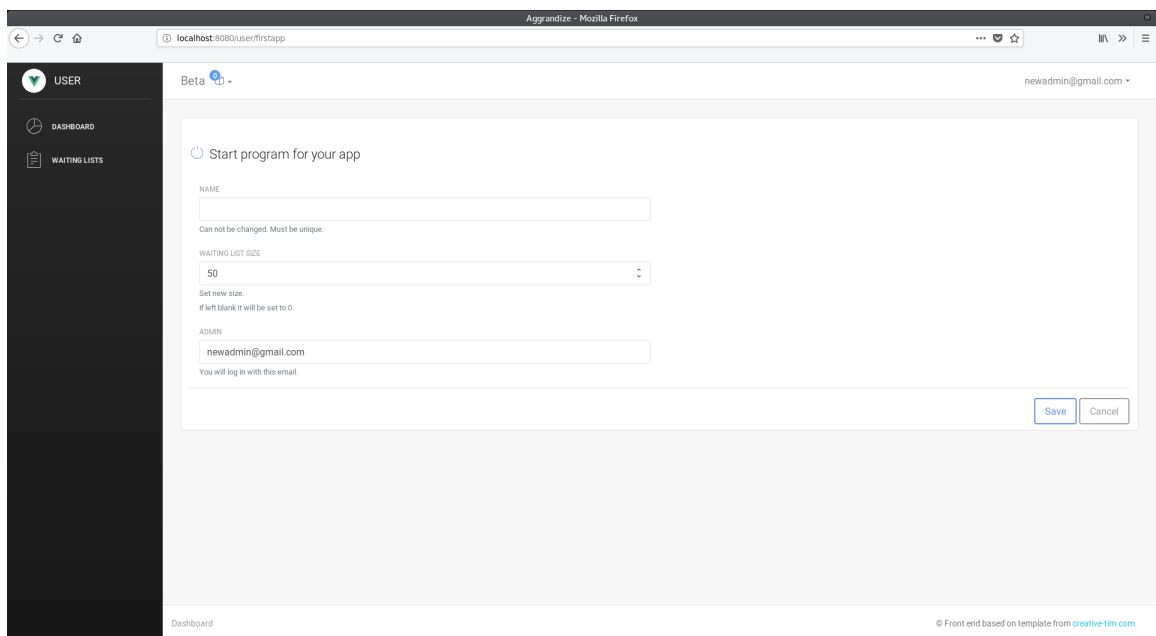 Aggrandize - Mozilla Firefox
localhost:8080/user/firstapp
USER
Beta 0
newadmin@gmail.com
DASHBOARD
WAITING LISTS
Start program for your app
NAME
Can not be changed. Must be unique.
WAITING LIST SIZE
50
Set new size.
If left blank it will be set to 0.
ADMIN
newadmin@gmail.com
You will log in with this email.
Save Cancel
Dashboard
© Front end based on template from creative-tim.com.